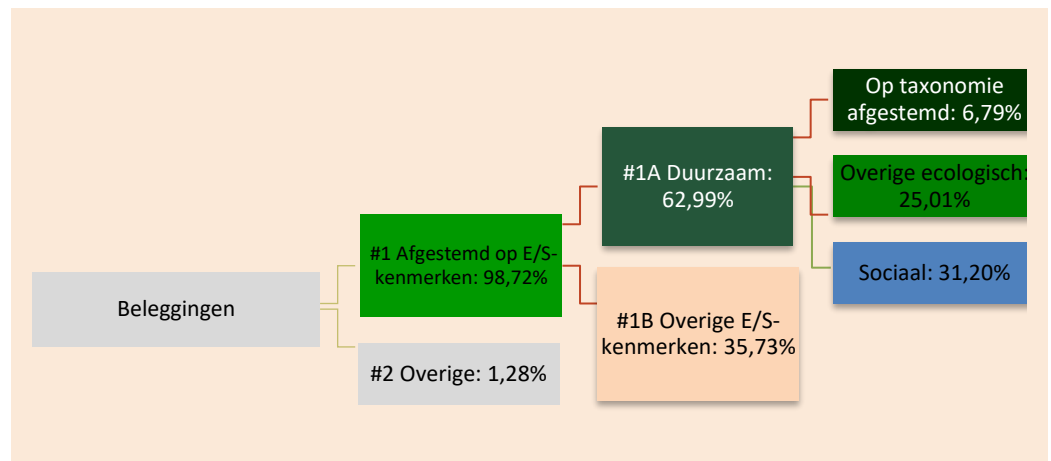 Beleggingen
#1 Afgestemd op E/S-
kenmerken: 98,72%
#2 Overige: 1,28%
#1A Duurzaam:
62,99%
#1B Overige E/S-
kenmerken: 35,73%
Op taxonomie
afgestemd: 6,79%
Overige ecologisch:
25,01%
Sociaal: 31,20%